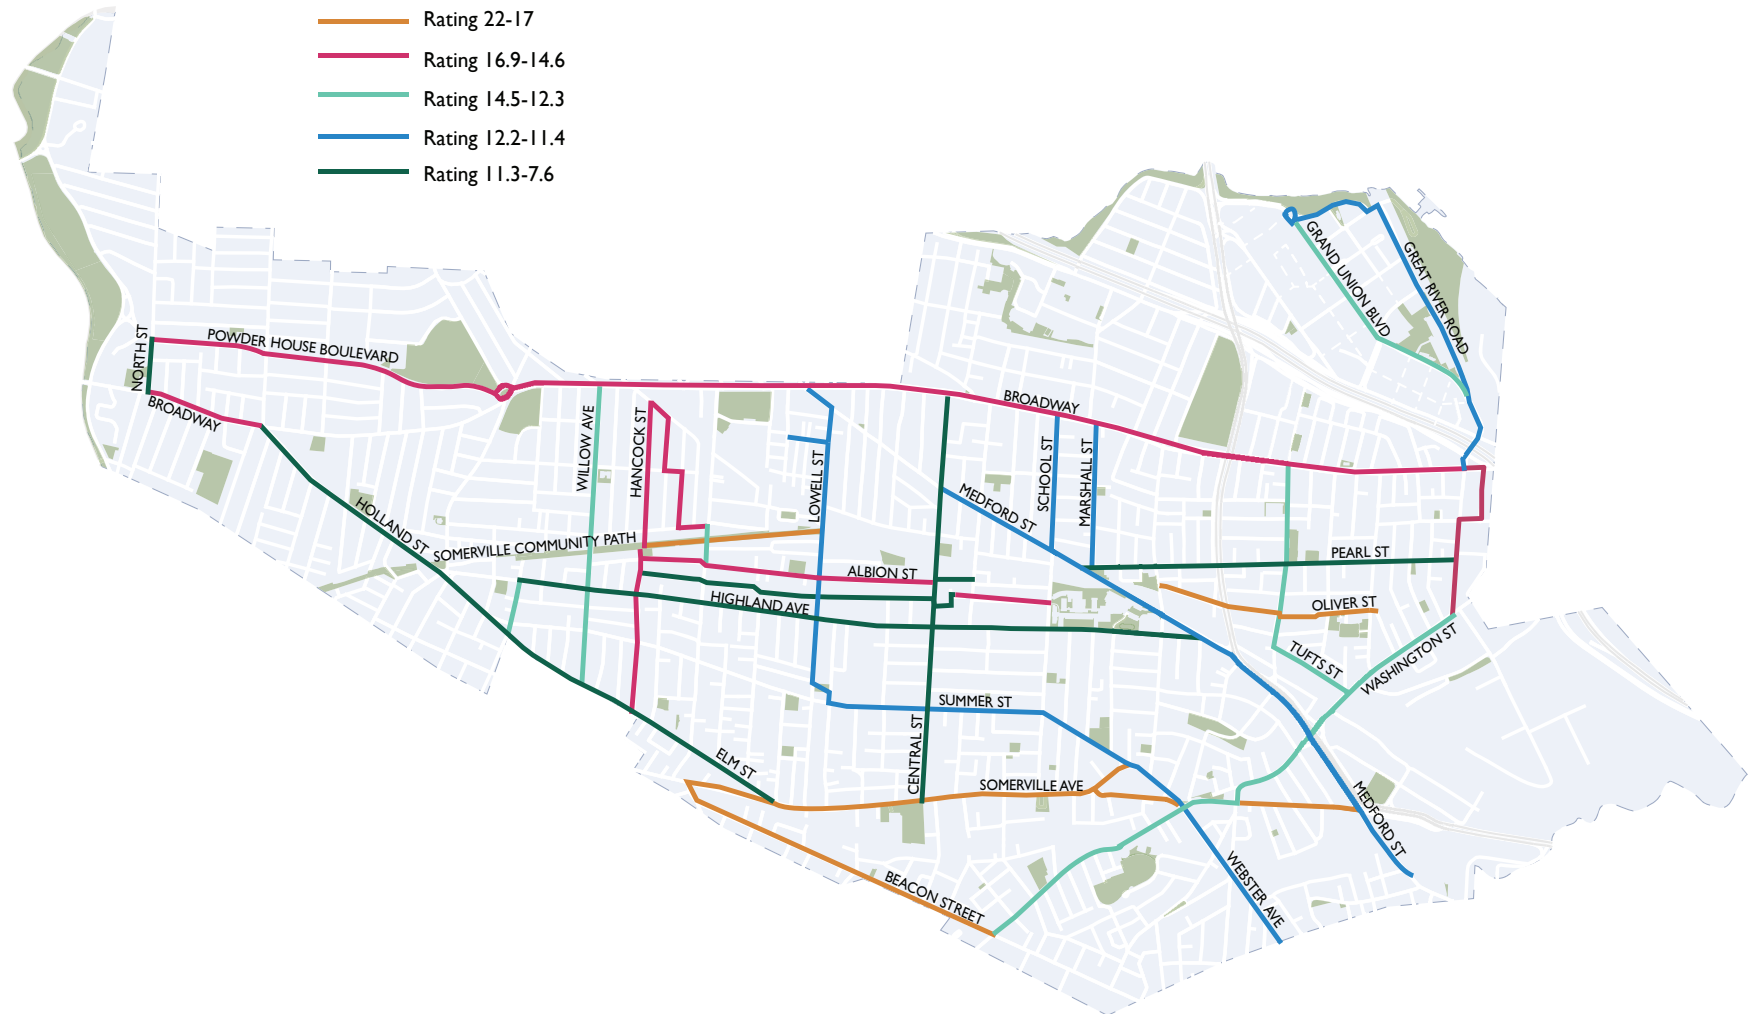 Rating 22-17
Rating 16.9-14.6
Rating 14.5-12.3
Rating 12.2-11.4
Rating 11.3-7.6
GRAND UNION BLVD
GREAT RIVER ROAD
NORTH ST
POWDER HOUSE BOULEVARD
BROADWAY
BROADWAY
WILLOW AVE
HANCOCK ST
LOWELL ST
SCHOOL ST
MARSHALL ST
MEDFORD ST
HOLLAND ST
SOMERVILLE COMMUNITY PATH
PEARL ST
ALBION ST
HIGHLAND AVE
OLIVER ST
TUFTS ST
WASHINGTON ST
SUMMER ST
CENTRAL ST
ELM ST
SOMERVILLE AVE
MEDFORD ST
BEACON STREET
WEBSTER AVE